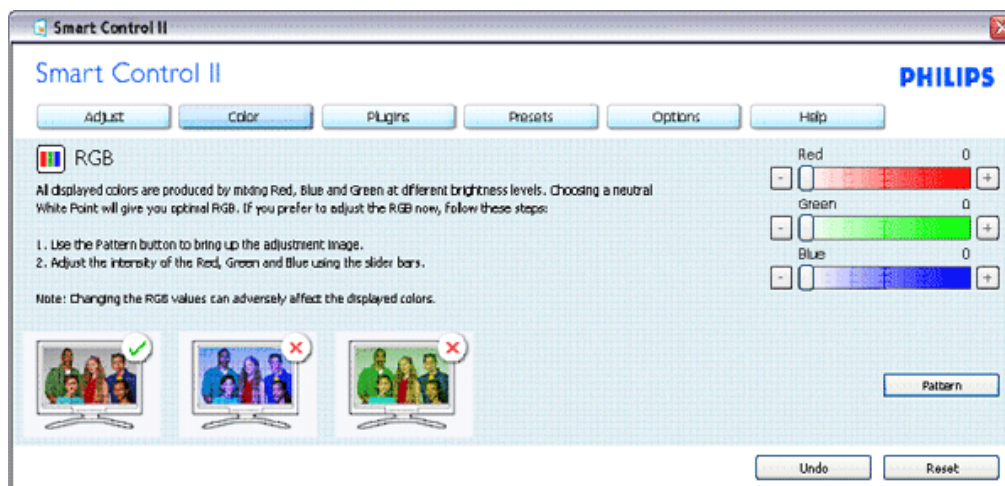 Smart Control II
Smart Control II
PHILIPS
Adjust Color Plugins Presets Options Help
RGB
All displayed colors are produced by mixing Red, Blue and Green at different brightness levels. Choosing a neutral
White Point will give you optimal RGB. If you prefer to adjust the RGB now, follow these steps:
1. Use the Pattern button to bring up the adjustment image.
2. Adjust the intensity of the Red, Green and Blue using the slider bars.
Note: Changing the RGB values can adversely affect the displayed colors.
Red 0
- +
Green 0
- +
Blue 0
- +
Pattern
Undo Reset